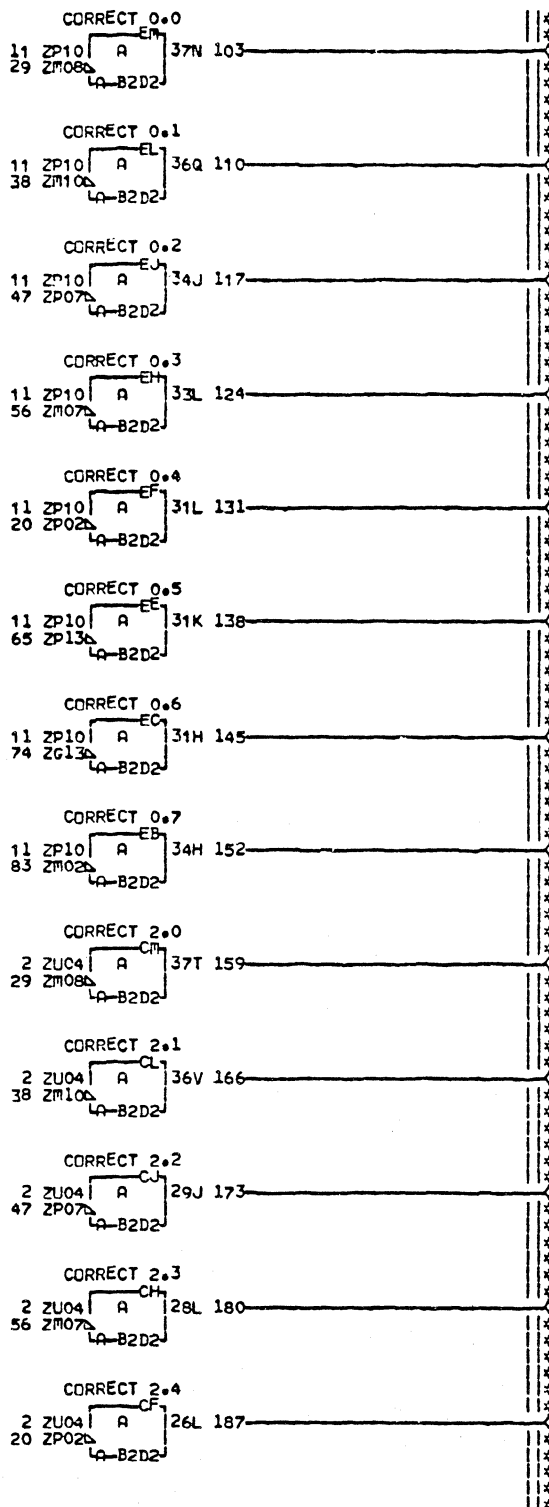 CORRECT 0.0
EM
11 ZP10 A 37N 103
29 ZM08
A-B2D2
CORRECT 0.1
EL
11 ZP10 A 36Q 110
38 ZM10
A-B2D2
CORRECT 0.2
EJ
11 ZP10 A 34J 117
47 ZP07
A-B2D2
CORRECT 0.3
EH
11 ZP10 A 33L 124
56 ZM07
A-B2D2
CORRECT 0.4
EF
11 ZP10 A 31L 131
20 ZP02
A-B2D2
CORRECT 0.5
EE
11 ZP10 A 31K 138
65 ZP13
A-B2D2
CORRECT 0.6
EC
11 ZP10 A 31H 145
74 ZG13
A-B2D2
CORRECT 0.7
EB
11 ZP10 A 34H 152
83 ZM02
A-B2D2
CORRECT 2.0
CM
2 ZU04 A 37T 159
29 ZM08
A-B2D2
CORRECT 2.1
CL
2 ZU04 A 36V 166
38 ZM10
A-B2D2
CORRECT 2.2
CJ
2 ZU04 A 29J 173
47 ZP07
A-B2D2
CORRECT 2.3
CH
2 ZU04 A 28L 180
56 ZM07
A-B2D2
CORRECT 2.4
CF
2 ZU04 A 26L 187
20 ZP02
A-B2D2